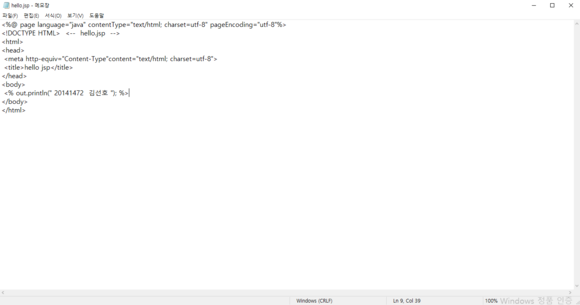 hello.jsp - 메모장
파일(F) 편집(E) 서식(O) 보기(V) 도움말
<%@ page language="java" contentType="text/html; charset=utf-8" pageEncoding="utf-8"%>
<!DOCTYPE HTML> <-- hello.jsp -->
<html>
<head>
<meta http-equiv="Content-Type"content="text/html; charset=utf-8">
<title>hello jsp</title>
</head>
<body>
<% out.println(" 20141472 김선호 "); %>
</body>
</html>
Windows (CRLF) Ln 9, Col 39 100% Windows 정품 인증